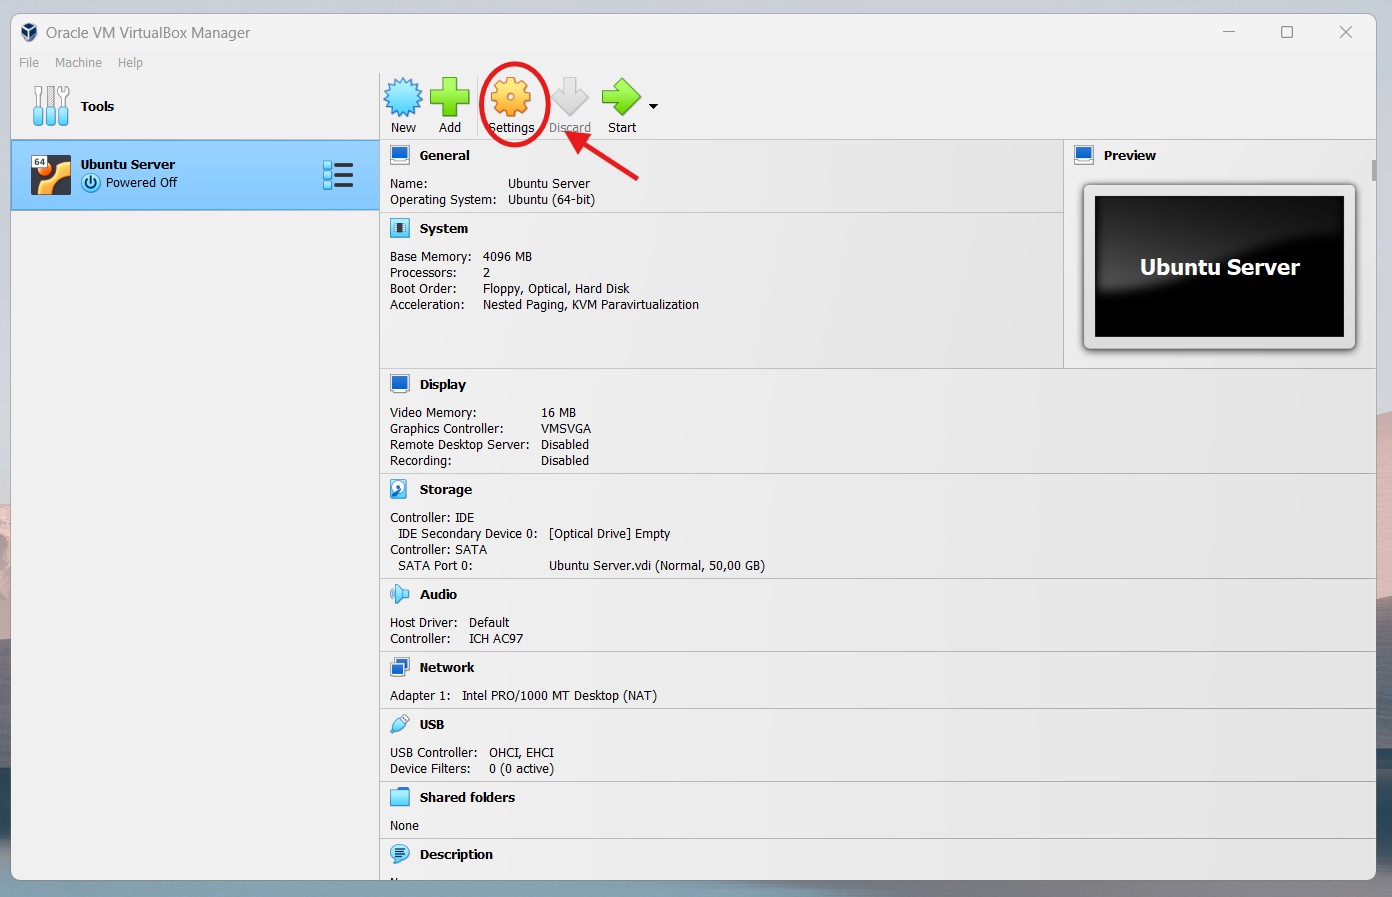 Oracle VM VirtualBox Manager
File Machine Help
Tools
New Add Settings Discard Start
64
Ubuntu Server
Powered Off
General
Name: Ubuntu Server
Operating System: Ubuntu (64-bit)
Preview
Ubuntu Server
System
Base Memory: 4096 MB
Processors: 2
Boot Order: Floppy, Optical, Hard Disk
Acceleration: Nested Paging, KVM Paravirtualization
Display
Video Memory: 16 MB
Graphics Controller: VMSVGA
Remote Desktop Server: Disabled
Recording: Disabled
Storage
Controller: IDE
IDE Secondary Device 0: [Optical Drive] Empty
Controller: SATA
SATA Port 0: Ubuntu Server.vdi (Normal, 50,00 GB)
Audio
Host Driver: Default
Controller: ICH AC97
Network
Adapter 1: Intel PRO/1000 MT Desktop (NAT)
USB
USB Controller: OHCI, EHCI
Device Filters: 0 (0 active)
Shared folders
None
Description